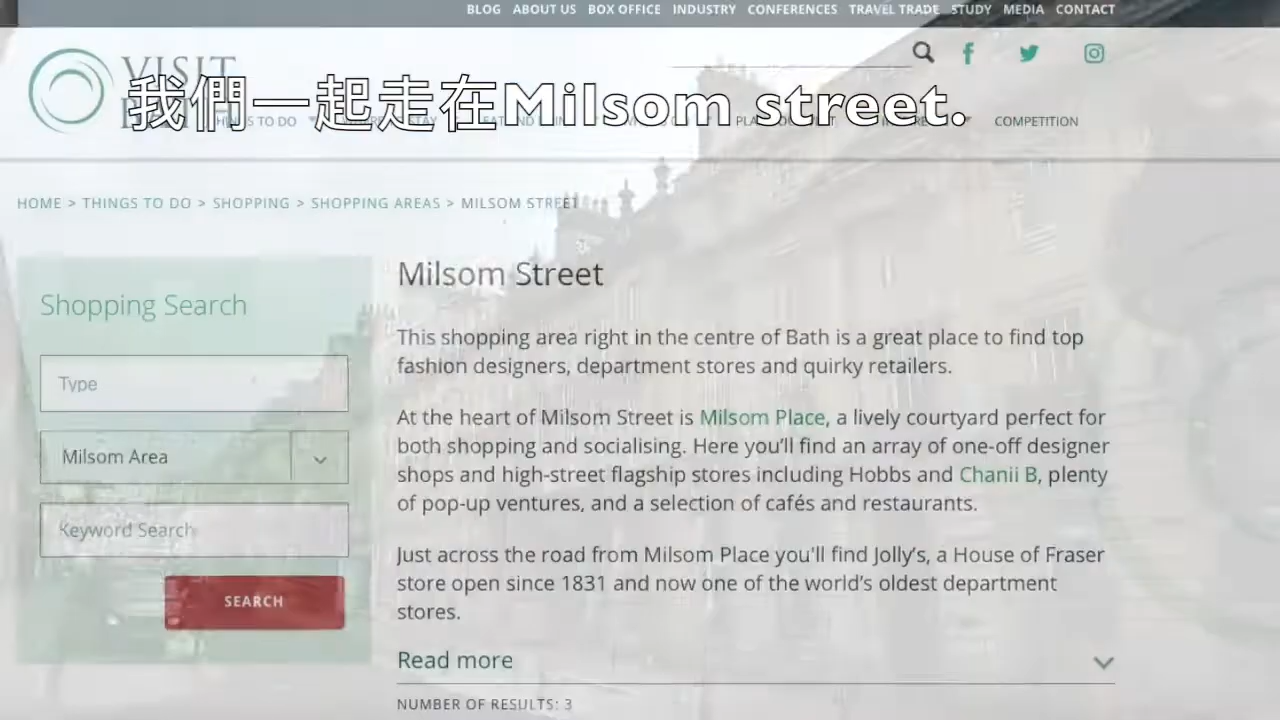 BLOG ABOUT US BOX OFFICE INDUSTRY CONFERENCES TRAVEL TRADE STUDY MEDIA CONTACT
VISIT
我們一起走在Milsom street.
COMPETITION
HOME > THINGS TO DO > SHOPPING > SHOPPING AREAS > MILSOM STREET
Shopping Search
Type
Milsom Area
Keyword Search
SEARCH
Milsom Street
This shopping area right in the centre of Bath is a great place to find top
fashion designers, department stores and quirky retailers.
At the heart of Milsom Street is Milsom Place, a lively courtyard perfect for
both shopping and socialising. Here you'll find an array of one-off designer
shops and high-street flagship stores including Hobbs and Chanii B, plenty
of pop-up ventures, and a selection of cafés and restaurants.
Just across the road from Milsom Place you'll find Jolly's, a House of Fraser
store open since 1831 and now one of the world's oldest department
stores.
Read more
NUMBER OF RESULTS: 3